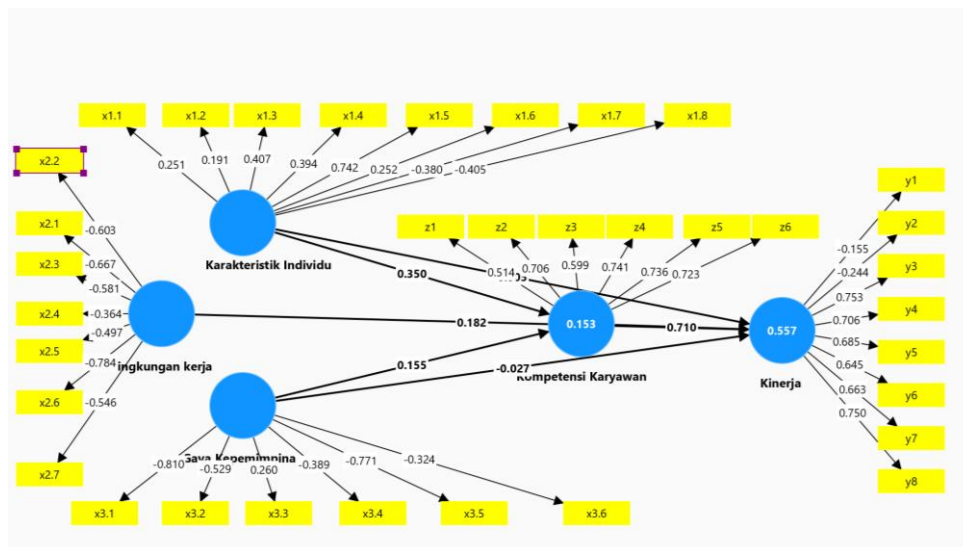 x1.1 x1.2 x1.3 x1.4 x1.5 x1.6 x1.7 x1.8
0.251 0.191 0.407 0.394 0.742 0.252 -0.380 -0.405
Karakteristik Individu
x2.2
x2.1
x2.3
x2.4
x2.5
x2.6
x2.7
-0.603
-0.667
-0.581
-0.364
-0.497
-0.784
-0.546
ingkungan kerja
z1 z2 z3 z4 z5 z6
0.514 0.706 0.599 0.741 0.736 0.723
0.350
0.182
0.155
-0.027
0.710
0.153
Kompetensi Karyawan
0.557
Kinerja
y1
y2
y3
y4
y5
y6
y7
y8
-0.155
-0.244
0.753
0.706
0.685
0.645
0.663
0.750
Gaya Kepemimpina
-0.810 -0.529 0.260 -0.389 -0.771 -0.324
x3.1 x3.2 x3.3 x3.4 x3.5 x3.6